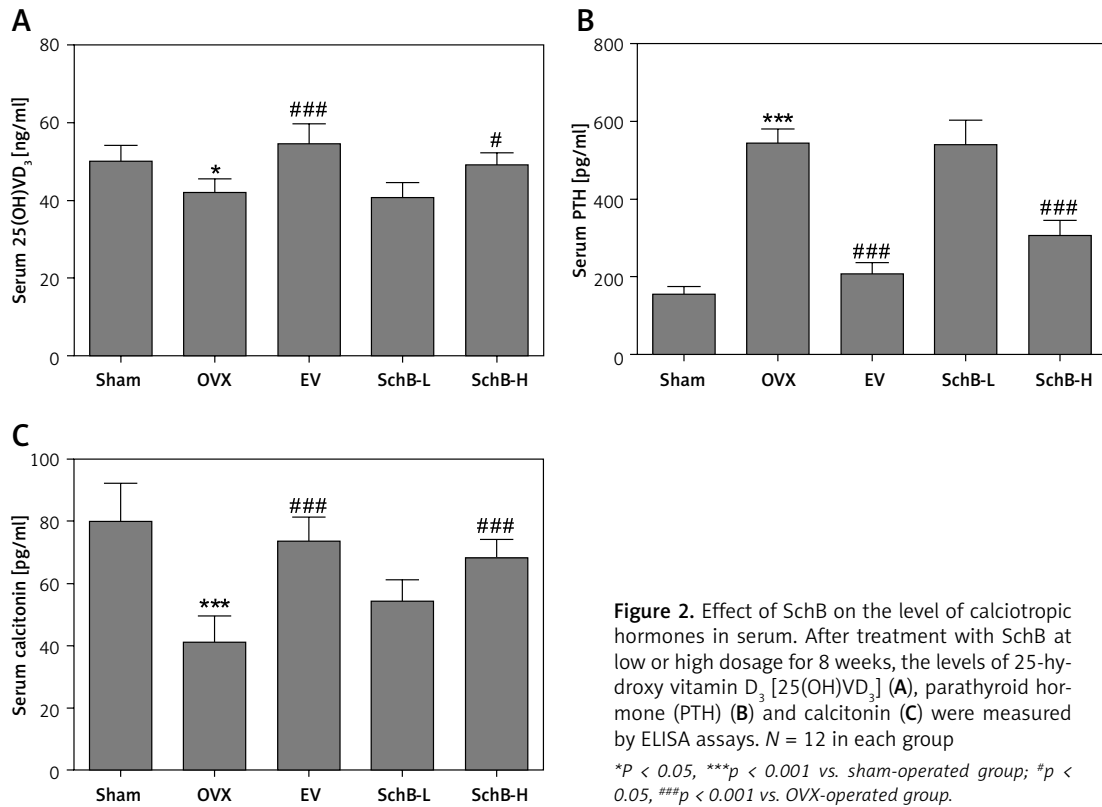 A
Serum 25(OH)VD₃ [ng/ml]
80
60
40
20
0
*
###
#
Sham OVX EV SchB-L SchB-H
B
Serum PTH [pg/ml]
800
600
400
200
0
***
###
###
Sham OVX EV SchB-L SchB-H
C
Serum calcitonin [pg/ml]
100
80
60
40
20
0
***
###
###
Sham OVX EV SchB-L SchB-H
Figure 2. Effect of SchB on the level of calciotropic
hormones in serum. After treatment with SchB at
low or high dosage for 8 weeks, the levels of 25-hy-
droxy vitamin D₃ [25(OH)VD₃] (A), parathyroid hor-
mone (PTH) (B) and calcitonin (C) were measured
by ELISA assays. N = 12 in each group
*P < 0.05, ***p < 0.001 vs. sham-operated group; #p <
0.05, ###p < 0.001 vs. OVX-operated group.